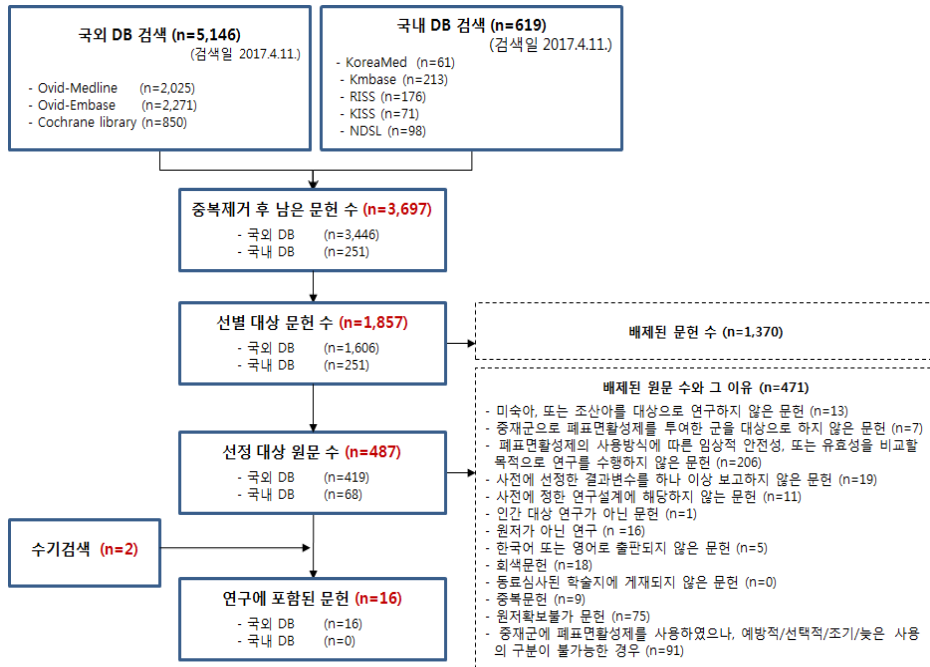 국외 DB 검색 (n=5,146)
(검색일 2017.4.11.)
- Ovid-Medline (n=2,025)
- Ovid-Embase (n=2,271)
- Cochrane library (n=850)
국내 DB 검색 (n=619)
(검색일 2017.4.11.)
- KoreaMed (n=61)
- Kmbase (n=213)
- RISS (n=176)
- KISS (n=71)
- NDSL (n=98)
중복제거 후 남은 문헌 수 (n=3,697)
- 국외 DB (n=3,446)
- 국내 DB (n=251)
선별 대상 문헌 수 (n=1,857)
- 국외 DB (n=1,606)
- 국내 DB (n=251)
배제된 문헌 수 (n=1,370)
선정 대상 원문 수 (n=487)
- 국외 DB (n=419)
- 국내 DB (n=68)
배제된 원문 수와 그 이유 (n=471)
- 미숙아, 또는 조산아를 대상으로 연구하지 않은 문헌 (n=13)
- 중재군으로 폐표면활성제를 투여한 군을 대상으로 하지 않은 문헌 (n=7)
- 폐표면활성제의 사용방식에 따른 임상적 안전성, 또는 유효성을 비교할
목적으로 연구를 수행하지 않은 문헌 (n=206)
- 사전에 선정한 결과변수를 하나 이상 보고하지 않은 문헌 (n=19)
- 사전에 정한 연구설계에 해당하지 않는 문헌 (n=11)
- 인간 대상 연구가 아닌 문헌 (n=1)
- 원저가 아닌 연구 (n =16)
- 한국어 또는 영어로 출판되지 않은 문헌 (n=5)
- 회색문헌 (n=18)
- 동료심사된 학술지에 게재되지 않은 문헌 (n=0)
- 중복문헌 (n=9)
- 원저확보불가 문헌 (n=75)
- 중재군에 폐표면활성제를 사용하였으나, 예방적/선택적/조기/늦은 사용
의 구분이 불가능한 경우 (n=91)
수기검색 (n=2)
연구에 포함된 문헌 (n=16)
- 국외 DB (n=16)
- 국내 DB (n=0)